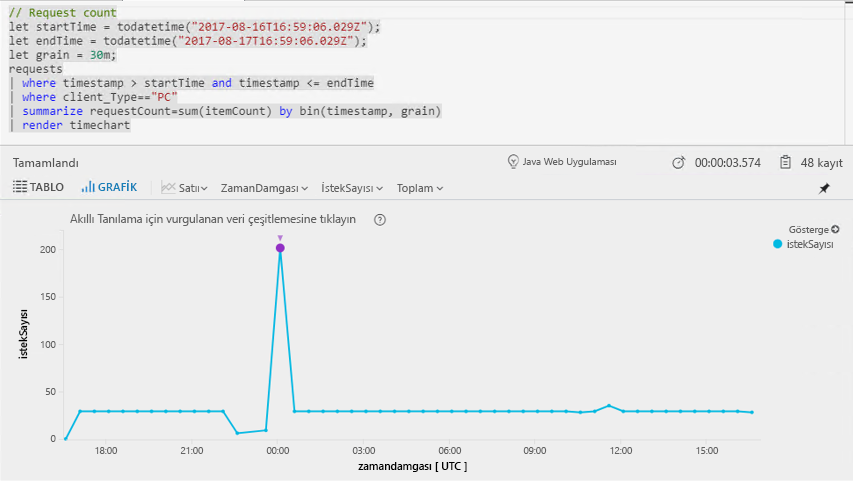 // Request count
let startTime = todatetime("2017-08-16T16:59:06.029Z");
let endTime = todatetime("2017-08-17T16:59:06.029Z");
let grain = 30m;
requests
| where timestamp > startTime and timestamp <= endTime
| where client_Type=="PC"
| summarize requestCount=sum(itemCount) by bin(timestamp, grain)
| render timechart
Tamamlandı Java Web Uygulaması 00:00:03.574 48 kayıt
TABLO GRAFİK Satıı ZamanDamgası İstekSayısı Toplam
Akıllı Tanılama için vurgulanan veri çeşitlemesine tıklayın ?
Gösterge
istekSayısı
200
150
100
50
0
istekSayısı
18:00 21:00 00:00 03:00 06:00 09:00 12:00 15:00
zamandamgası [ UTC ]